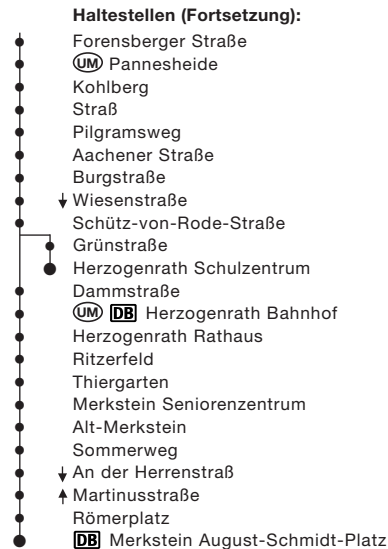 Haltestellen (Fortsetzung):
Forensberger Straße
UM Pannesheide
Kohlberg
Straß
Pilgramsweg
Aachener Straße
Burgstraße
Wiesenstraße
Schütz-von-Rode-Straße
Grünstraße
Herzogenrath Schulzentrum
Dammstraße
UM DB Herzogenrath Bahnhof
Herzogenrath Rathaus
Ritzerfeld
Thiergarten
Merkstein Seniorenzentrum
Alt-Merkstein
Sommerweg
An der Herrenstraß
Martinusstraße
Römerplatz
DB Merkstein August-Schmidt-Platz